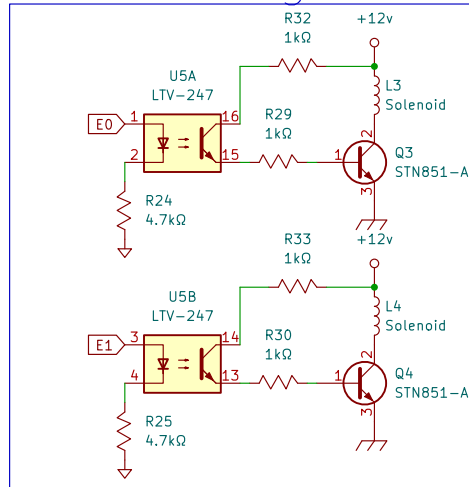 R32
1kΩ
+12v
U5A
LTV-247
L3
Solenoid
E0
1
16
R29
1kΩ
2
2
15
1
Q3
STN851-A
3
R24
4.7kΩ
R33
1kΩ
+12v
U5B
LTV-247
L4
Solenoid
E1
3
14
R30
1kΩ
2
4
13
1
Q4
STN851-A
3
R25
4.7kΩ